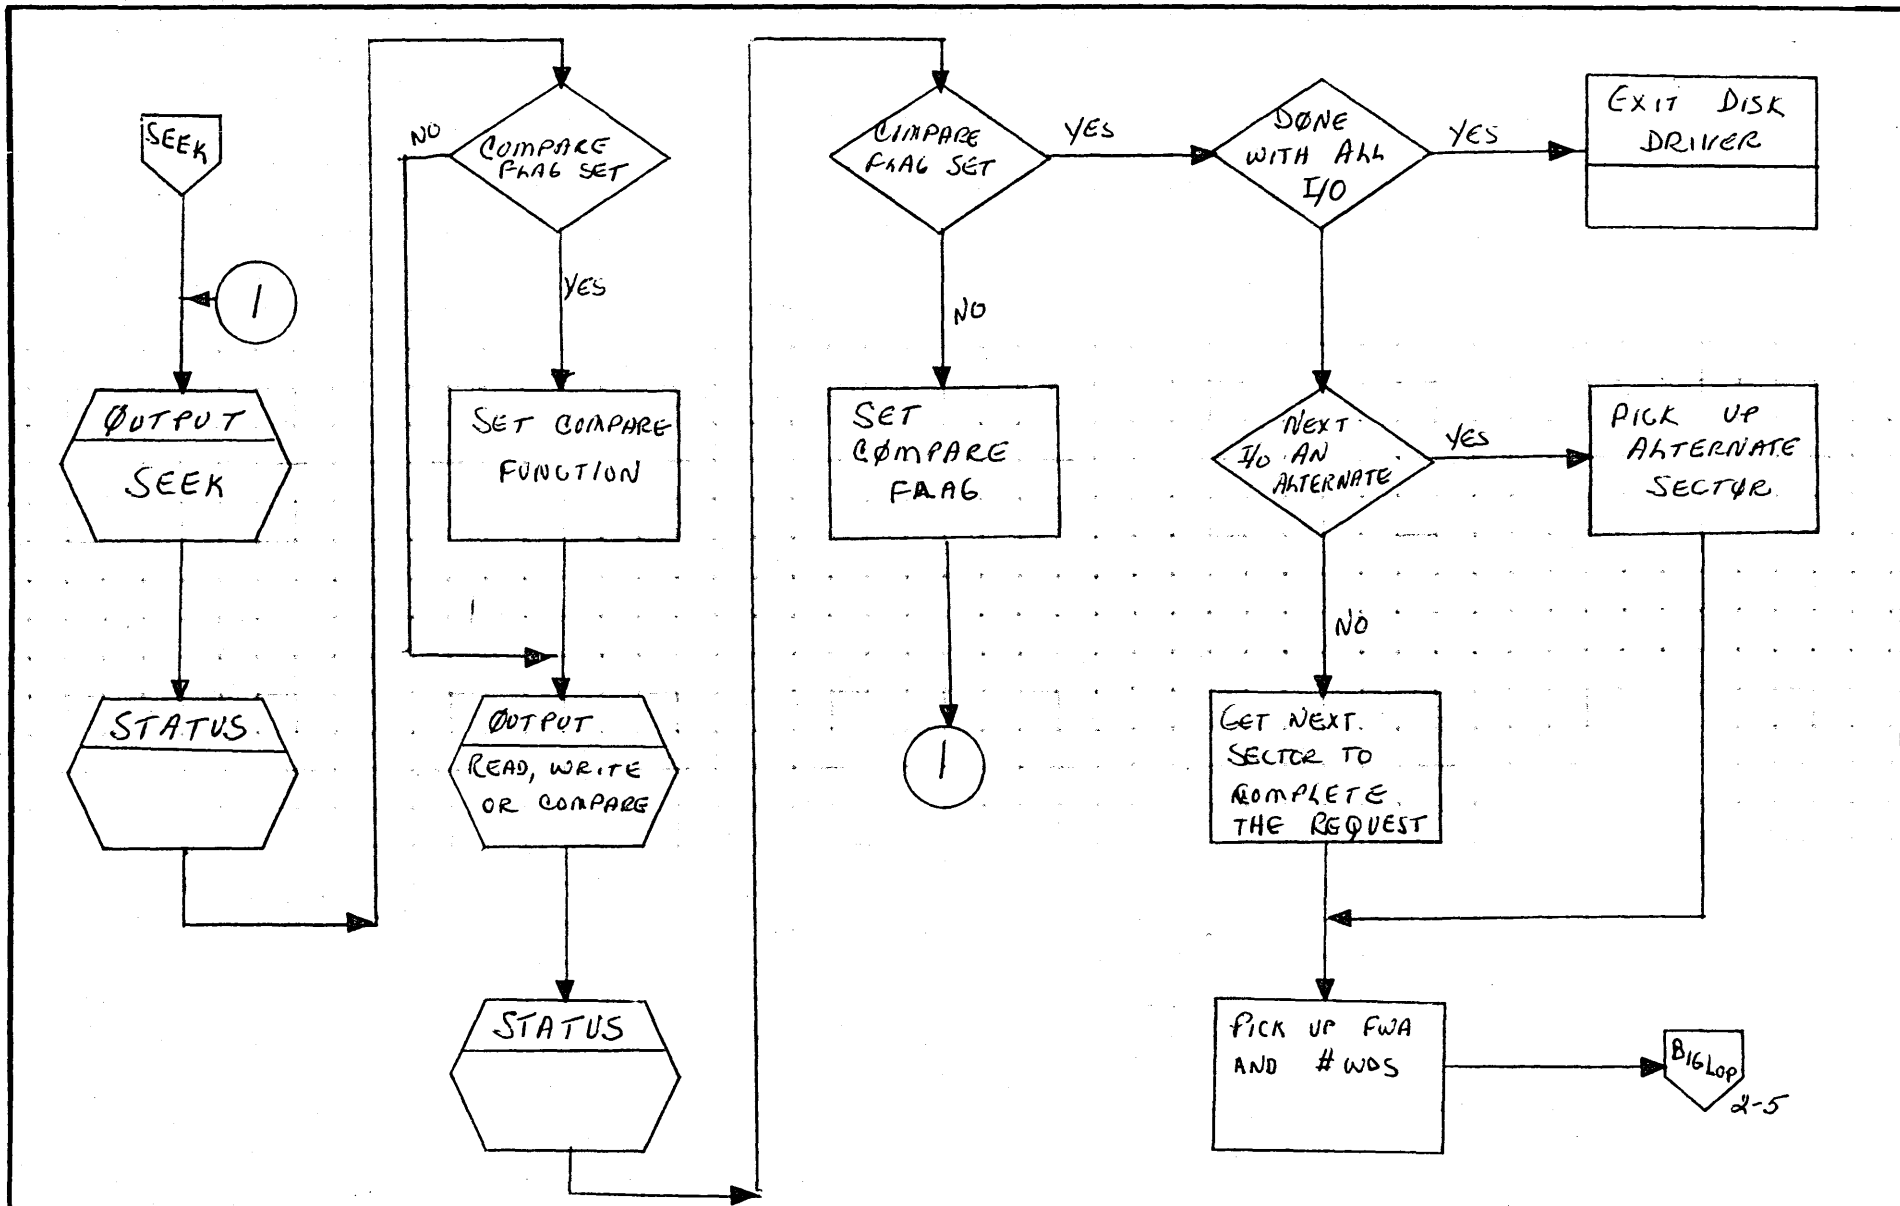 SEEK
1
ØUTPUT
SEEK
STATUS
NO
COMPARE
FLAG SET
YES
SET COMPARE
FUNCTION
ØUTPUT
READ, WRITE
OR COMPARE
STATUS
COMPARE
FLAG SET
YES
NO
SET
CØMPARE
FLAG
1
DØNE
WITH ALL
I/O
YES
EXIT DISK
DRIVER
NEXT
I/O AN
ALTERNATE
YES
PICK UP
ALTERNATE
SECTØR
NO
GET NEXT
SECTOR TO
COMPLETE
THE REQUEST
PICK UP FWA
AND # WDS
BIGLOP
2-5